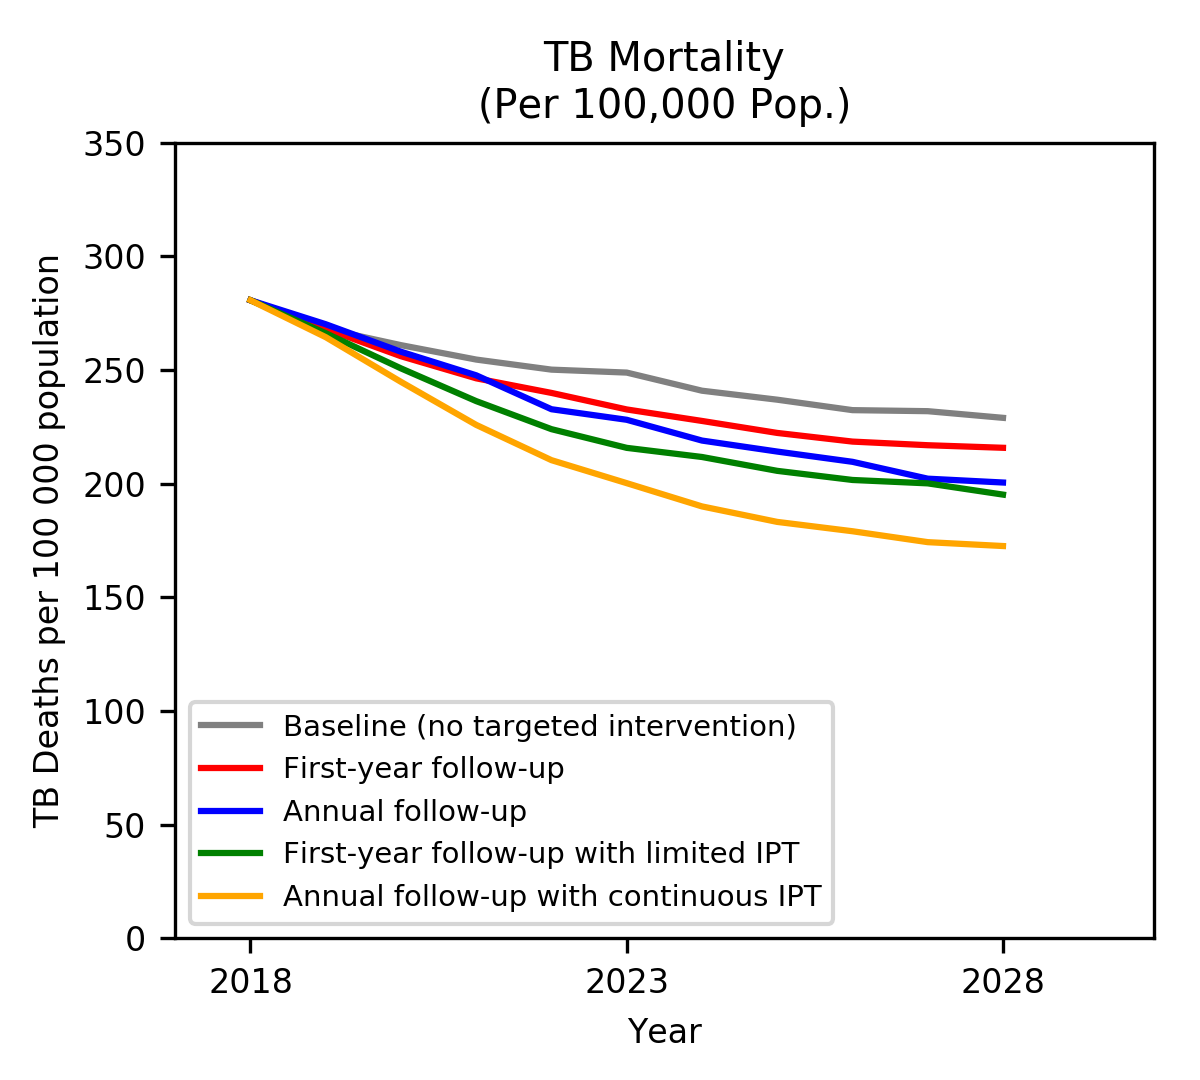 TB Mortality
(Per 100,000 Pop.)
TB Deaths per 100 000 population
350
300
250
200
150
100
50
0
Baseline (no targeted intervention)
First-year follow-up
Annual follow-up
First-year follow-up with limited IPT
Annual follow-up with continuous IPT
2018 2023 2028
Year